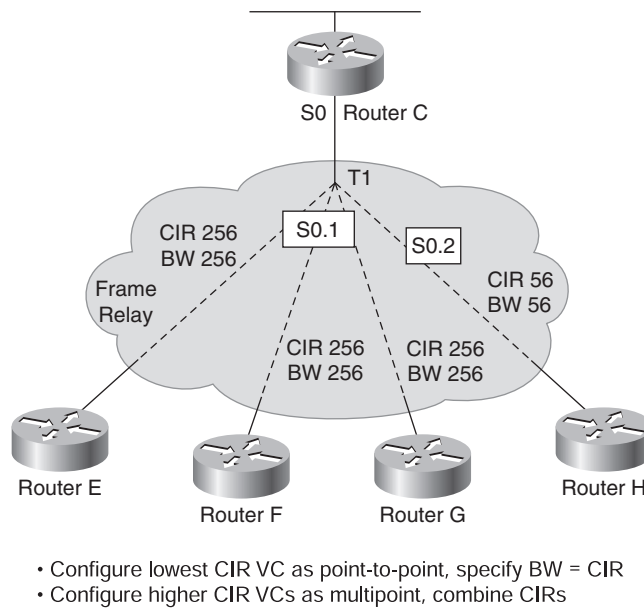 S0 Router C
T1
S0.1
S0.2
CIR 256
BW 256
CIR 56
BW 56
Frame
Relay
CIR 256
BW 256
CIR 256
BW 256
Router E
Router F
Router G
Router H
• Configure lowest CIR VC as point-to-point, specify BW = CIR
• Configure higher CIR VCs as multipoint, combine CIRs